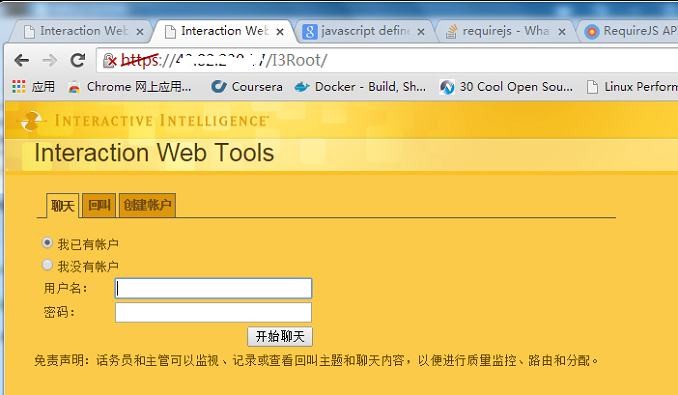 Interaction Web
Interaction Web
javascript define
requirejs - Wha
RequireJS AP
https://
/I3Root/
应用
Chrome 网上应用...
Coursera
Docker - Build, Sh...
30 Cool Open Sou...
Linux Perform
INTERACTIVE INTELLIGENCE
Interaction Web Tools
聊天
回叫
创建帐户
我已有帐户
我没有帐户
用户名：
密码：
开始聊天
免责声明：话务员和主管可以监视、记录或查看回叫主题和聊天内容，以便进行质量监控、路由和分配。